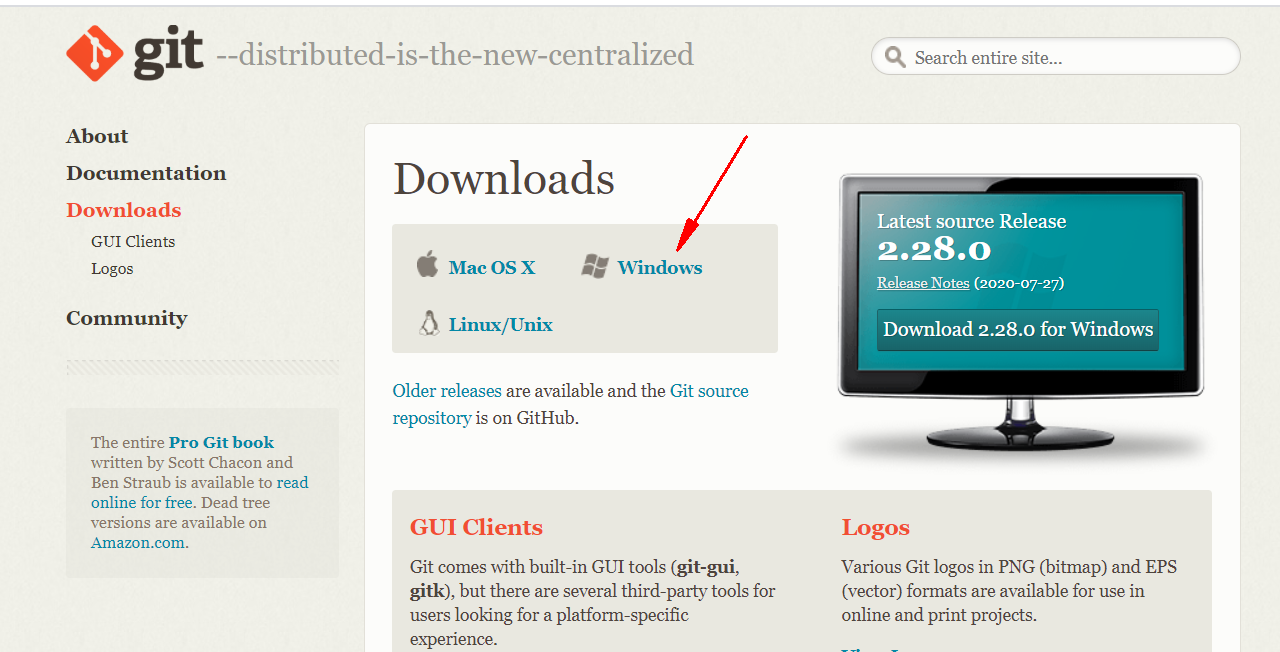 git --distributed-is-the-new-centralized
Search entire site...
About
Documentation
Downloads
GUI Clients
Logos
Community
The entire Pro Git book
written by Scott Chacon and
Ben Straub is available to read
online for free. Dead tree
versions are available on
Amazon.com.
Downloads
Mac OS X
Windows
Linux/Unix
Older releases are available and the Git source
repository is on GitHub.
Latest source Release
2.28.0
Release Notes (2020-07-27)
Download 2.28.0 for Windows
GUI Clients
Git comes with built-in GUI tools (git-gui,
gitk), but there are several third-party tools for
users looking for a platform-specific
experience.
Logos
Various Git logos in PNG (bitmap) and EPS
(vector) formats are available for use in
online and print projects.